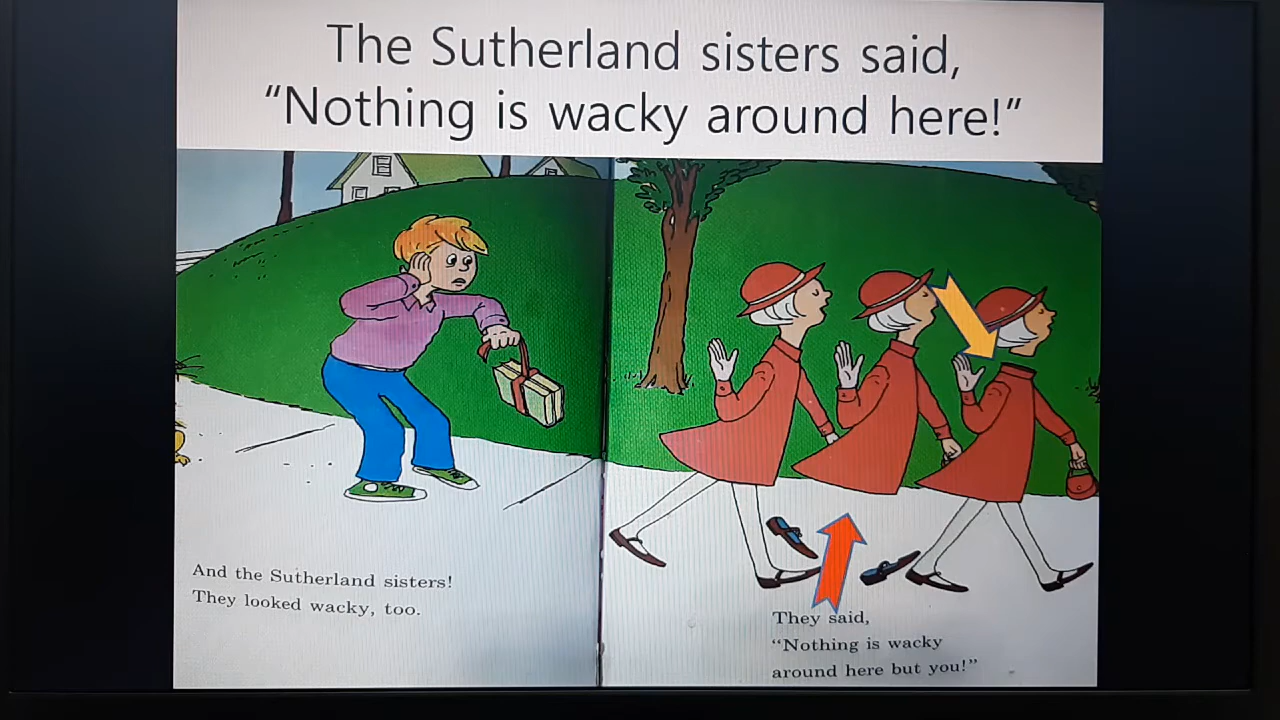 The Sutherland sisters said,
“Nothing is wacky around here!”
And the Sutherland sisters!
They looked wacky, too.
They said,
“Nothing is wacky
around here but you!”